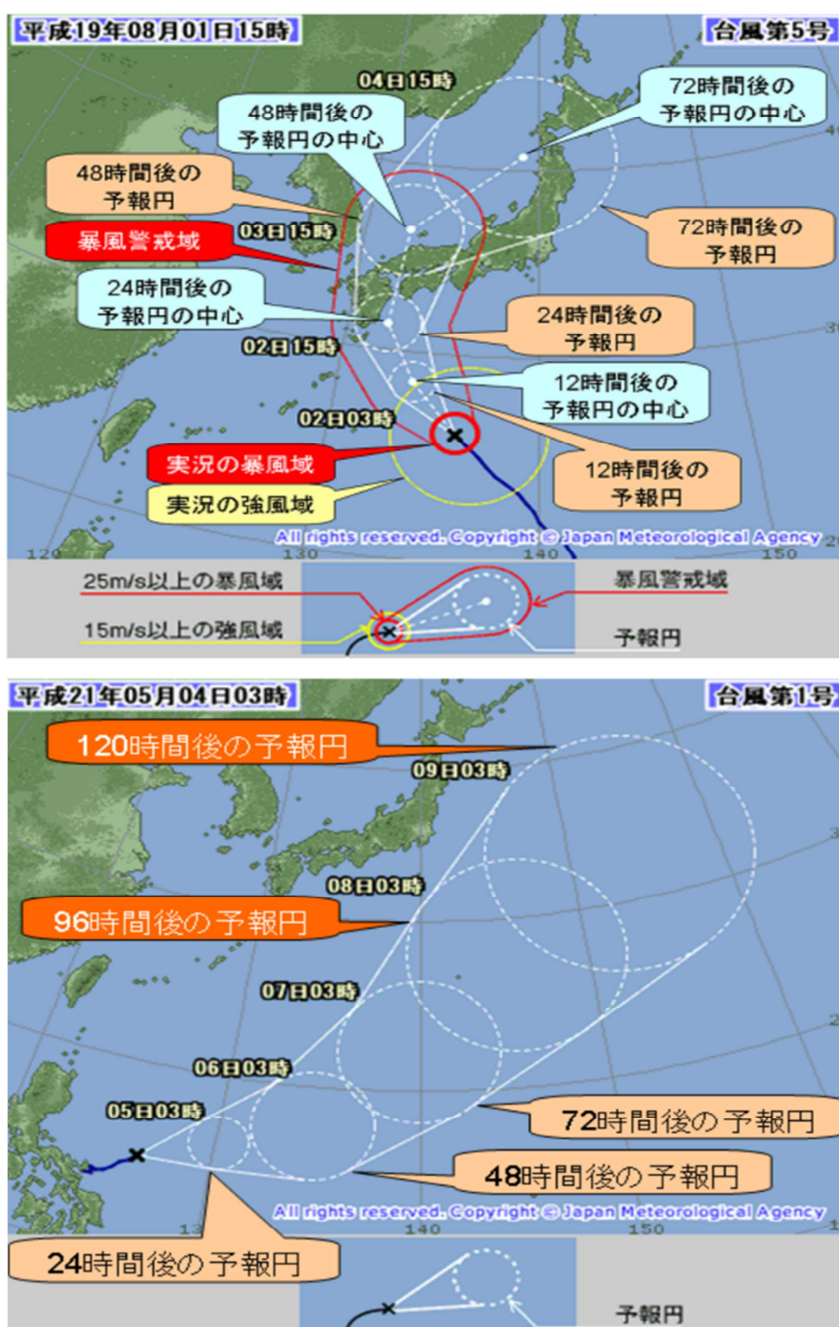 平成19年08月01日15時
台風第5号
04日15時
72時間後の
予報円の中心
48時間後の
予報円の中心
48時間後の
予報円
暴風警戒域
03日15時
72時間後の
予報円
24時間後の
予報円の中心
24時間後の
予報円
02日15時
12時間後の
予報円の中心
02日03時
実況の暴風域
12時間後の
予報円
実況の強風域
All rights reserved. Copyright © Japan Meteorological Agency
120
130
140
150
40
30
25m/s以上の暴風域
暴風警戒域
15m/s以上の強風域
予報円
平成21年05月04日03時
台風第1号
120時間後の予報円
09日03時
08日03時
96時間後の予報円
07日03時
06日03時
05日03時
72時間後の予報円
48時間後の予報円
All rights reserved. Copyright © Japan Meteorological Agency
140
150
24時間後の予報円
予報円